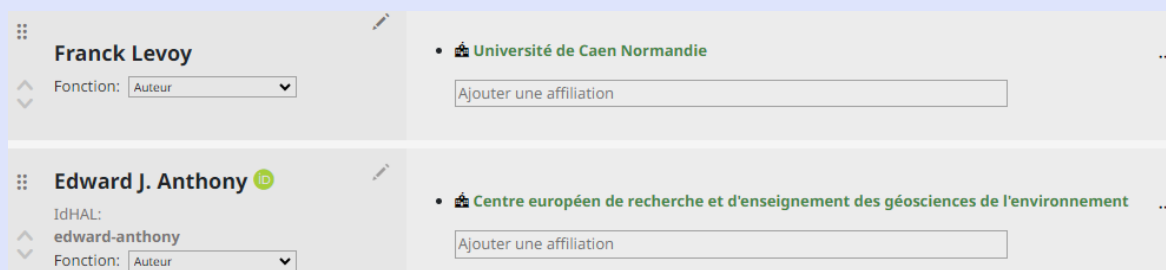 Franck Levoy
Fonction: Auteur
Université de Caen Normandie
Ajouter une affiliation
Edward J. Anthony iD
IdHAL:
edward-anthony
Fonction: Auteur
Centre européen de recherche et d'enseignement des géosciences de l'environnement
Ajouter une affiliation